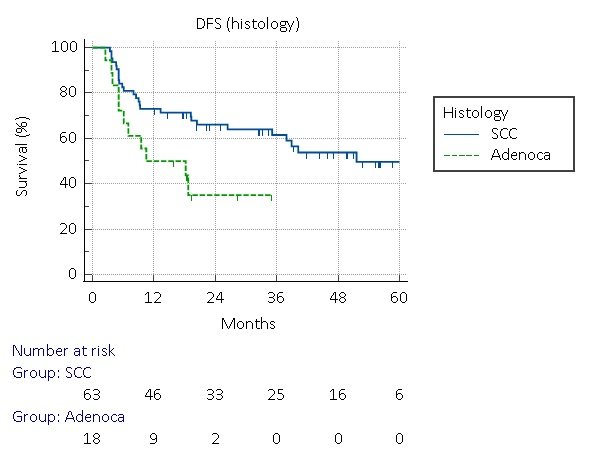 DFS (histology)
100
80
60
40
20
0
Survival (%)
0 12 24 36 48 60
Months
Histology
SCC
Adenoca
Number at risk
Group: SCC
63 46 33 25 16 6
Group: Adenoca
18 9 2 0 0 0